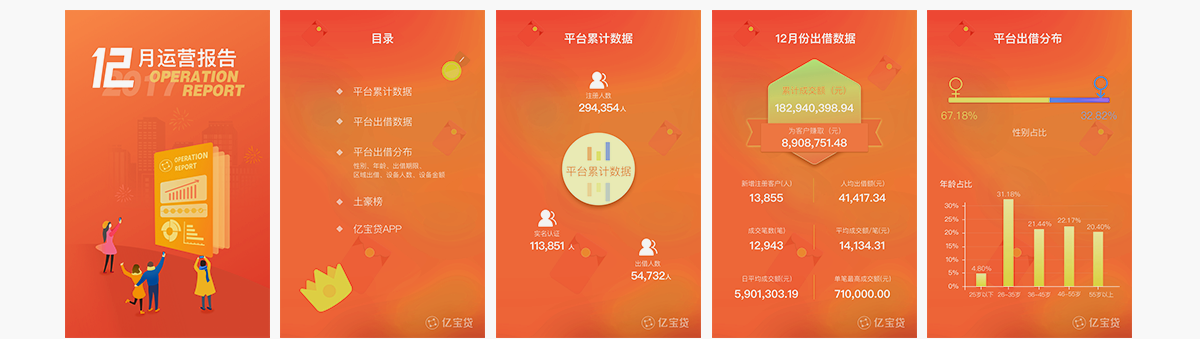 12月运营报告
2017
OPERATION
REPORT
OPERATION
REPORT
目录
平台累计数据
平台出借数据
平台出借分布
性别、年龄、出借期限、
区域出借、设备人数、设备金额
土豪榜
亿宝贷APP
亿宝贷
平台累计数据
注册人数
294,354人
平台累计数据
实名认证
113,851 人
出借人数
54,732人
亿宝贷
12月份出借数据
累计成交额（元）
182,940,398.94
为客户赚取（元）
8,908,751.48
新增注册客户(人)
13,855
人均出借额(元)
41,417.34
成交笔数(笔)
12,943
平均成交额/笔(元)
14,134.31
日平均成交额(元)
5,901,303.19
单笔最高成交额(元)
710,000.00
亿宝贷
平台出借分布
67.18%
32.82%
性别占比
年龄占比
30%
25%
20%
15%
10%
5%
0%
4.80%
31.18%
21.44%
22.17%
20.40%
25岁以下
26-35岁
36-45岁
46-55岁
55岁以上
亿宝贷